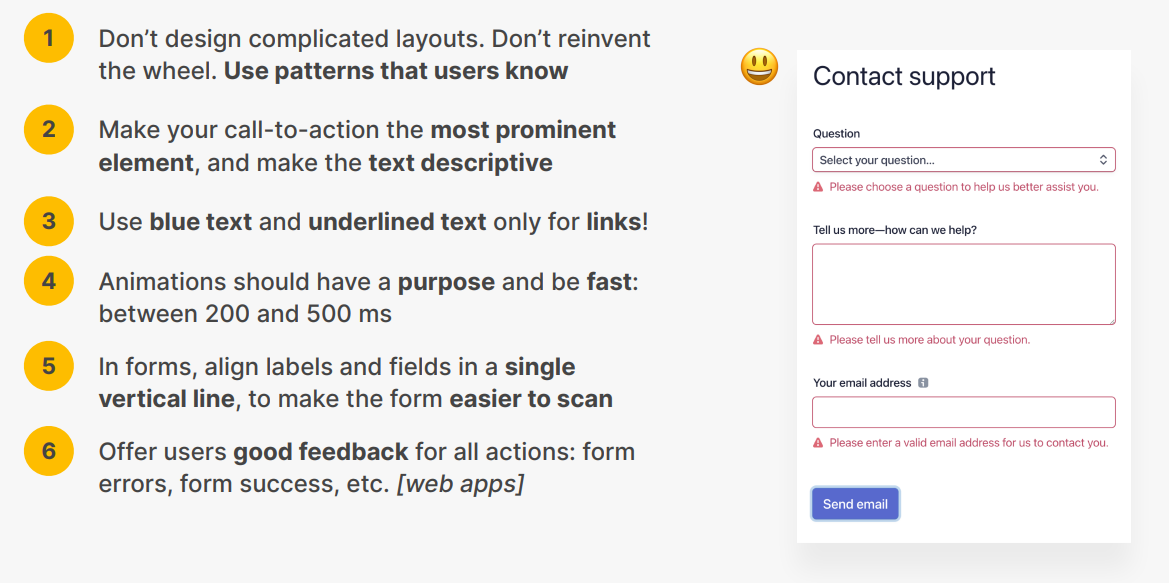 1
Don’t design complicated layouts. Don’t reinvent
the wheel. Use patterns that users know
2
Make your call-to-action the most prominent
element, and make the text descriptive
3
Use blue text and underlined text only for links!
4
Animations should have a purpose and be fast:
between 200 and 500 ms
5
In forms, align labels and fields in a single
vertical line, to make the form easier to scan
6
Offer users good feedback for all actions: form
errors, form success, etc. [web apps]
Contact support
Question
Select your question...
Please choose a question to help us better assist you.
Tell us more—how can we help?
Please tell us more about your question.
Your email address i
Please enter a valid email address for us to contact you.
Send email